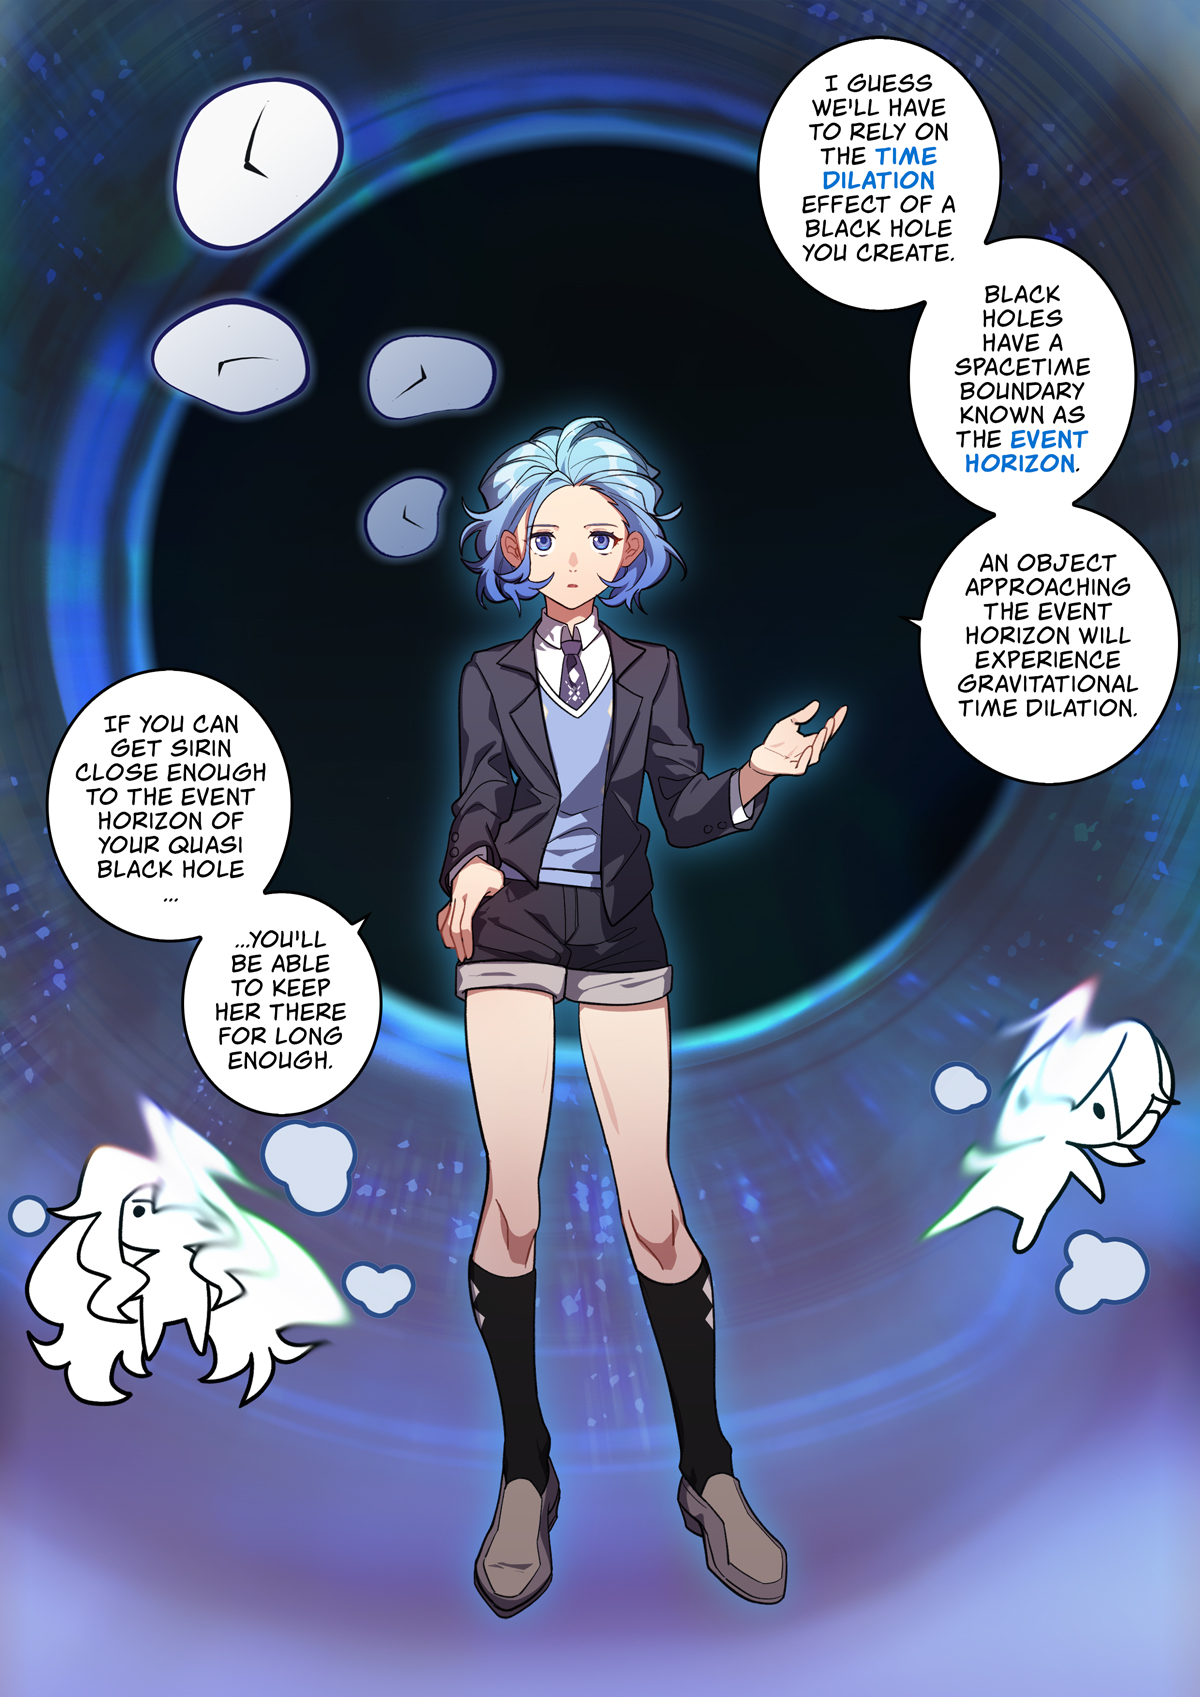 I GUESS
WE'LL HAVE
TO RELY ON
THE TIME
DILATION
EFFECT OF A
BLACK HOLE
YOU CREATE.
BLACK
HOLES
HAVE A
SPACETIME
BOUNDARY
KNOWN AS
THE EVENT
HORIZON.
AN OBJECT
APPROACHING
THE EVENT
HORIZON WILL
EXPERIENCE
GRAVITATIONAL
TIME DILATION.
IF YOU CAN
GET SIRIN
CLOSE ENOUGH
TO THE EVENT
HORIZON OF
YOUR QUASI
BLACK HOLE
...
...YOU'LL
BE ABLE
TO KEEP
HER THERE
FOR LONG
ENOUGH.